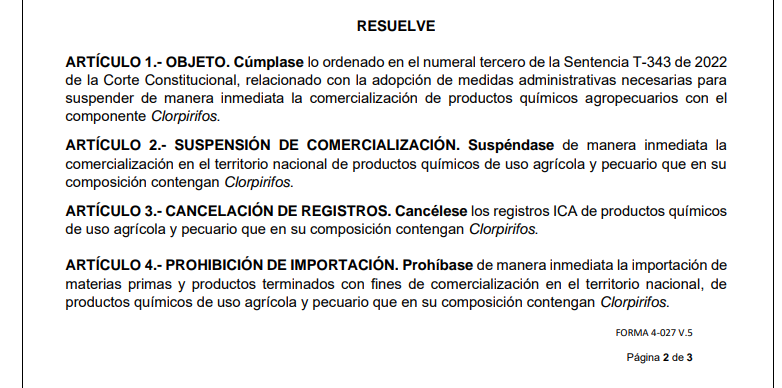 RESUELVE
ARTÍCULO 1.- OBJETO. Cúmplase lo ordenado en el numeral tercero de la Sentencia T-343 de 2022
de la Corte Constitucional, relacionado con la adopción de medidas administrativas necesarias para
suspender de manera inmediata la comercialización de productos químicos agropecuarios con el
componente Clorpirifos.
ARTÍCULO 2.- SUSPENSIÓN DE COMERCIALIZACIÓN. Suspéndase de manera inmediata la
comercialización en el territorio nacional de productos químicos de uso agrícola y pecuario que en su
composición contengan Clorpirifos.
ARTÍCULO 3.- CANCELACIÓN DE REGISTROS. Cancélese los registros ICA de productos químicos
de uso agrícola y pecuario que en su composición contengan Clorpirifos.
ARTÍCULO 4.- PROHIBICIÓN DE IMPORTACIÓN. Prohíbase de manera inmediata la importación de
materias primas y productos terminados con fines de comercialización en el territorio nacional, de
productos químicos de uso agrícola y pecuario que en su composición contengan Clorpirifos.
FORMA 4-027 V.5
Página 2 de 3